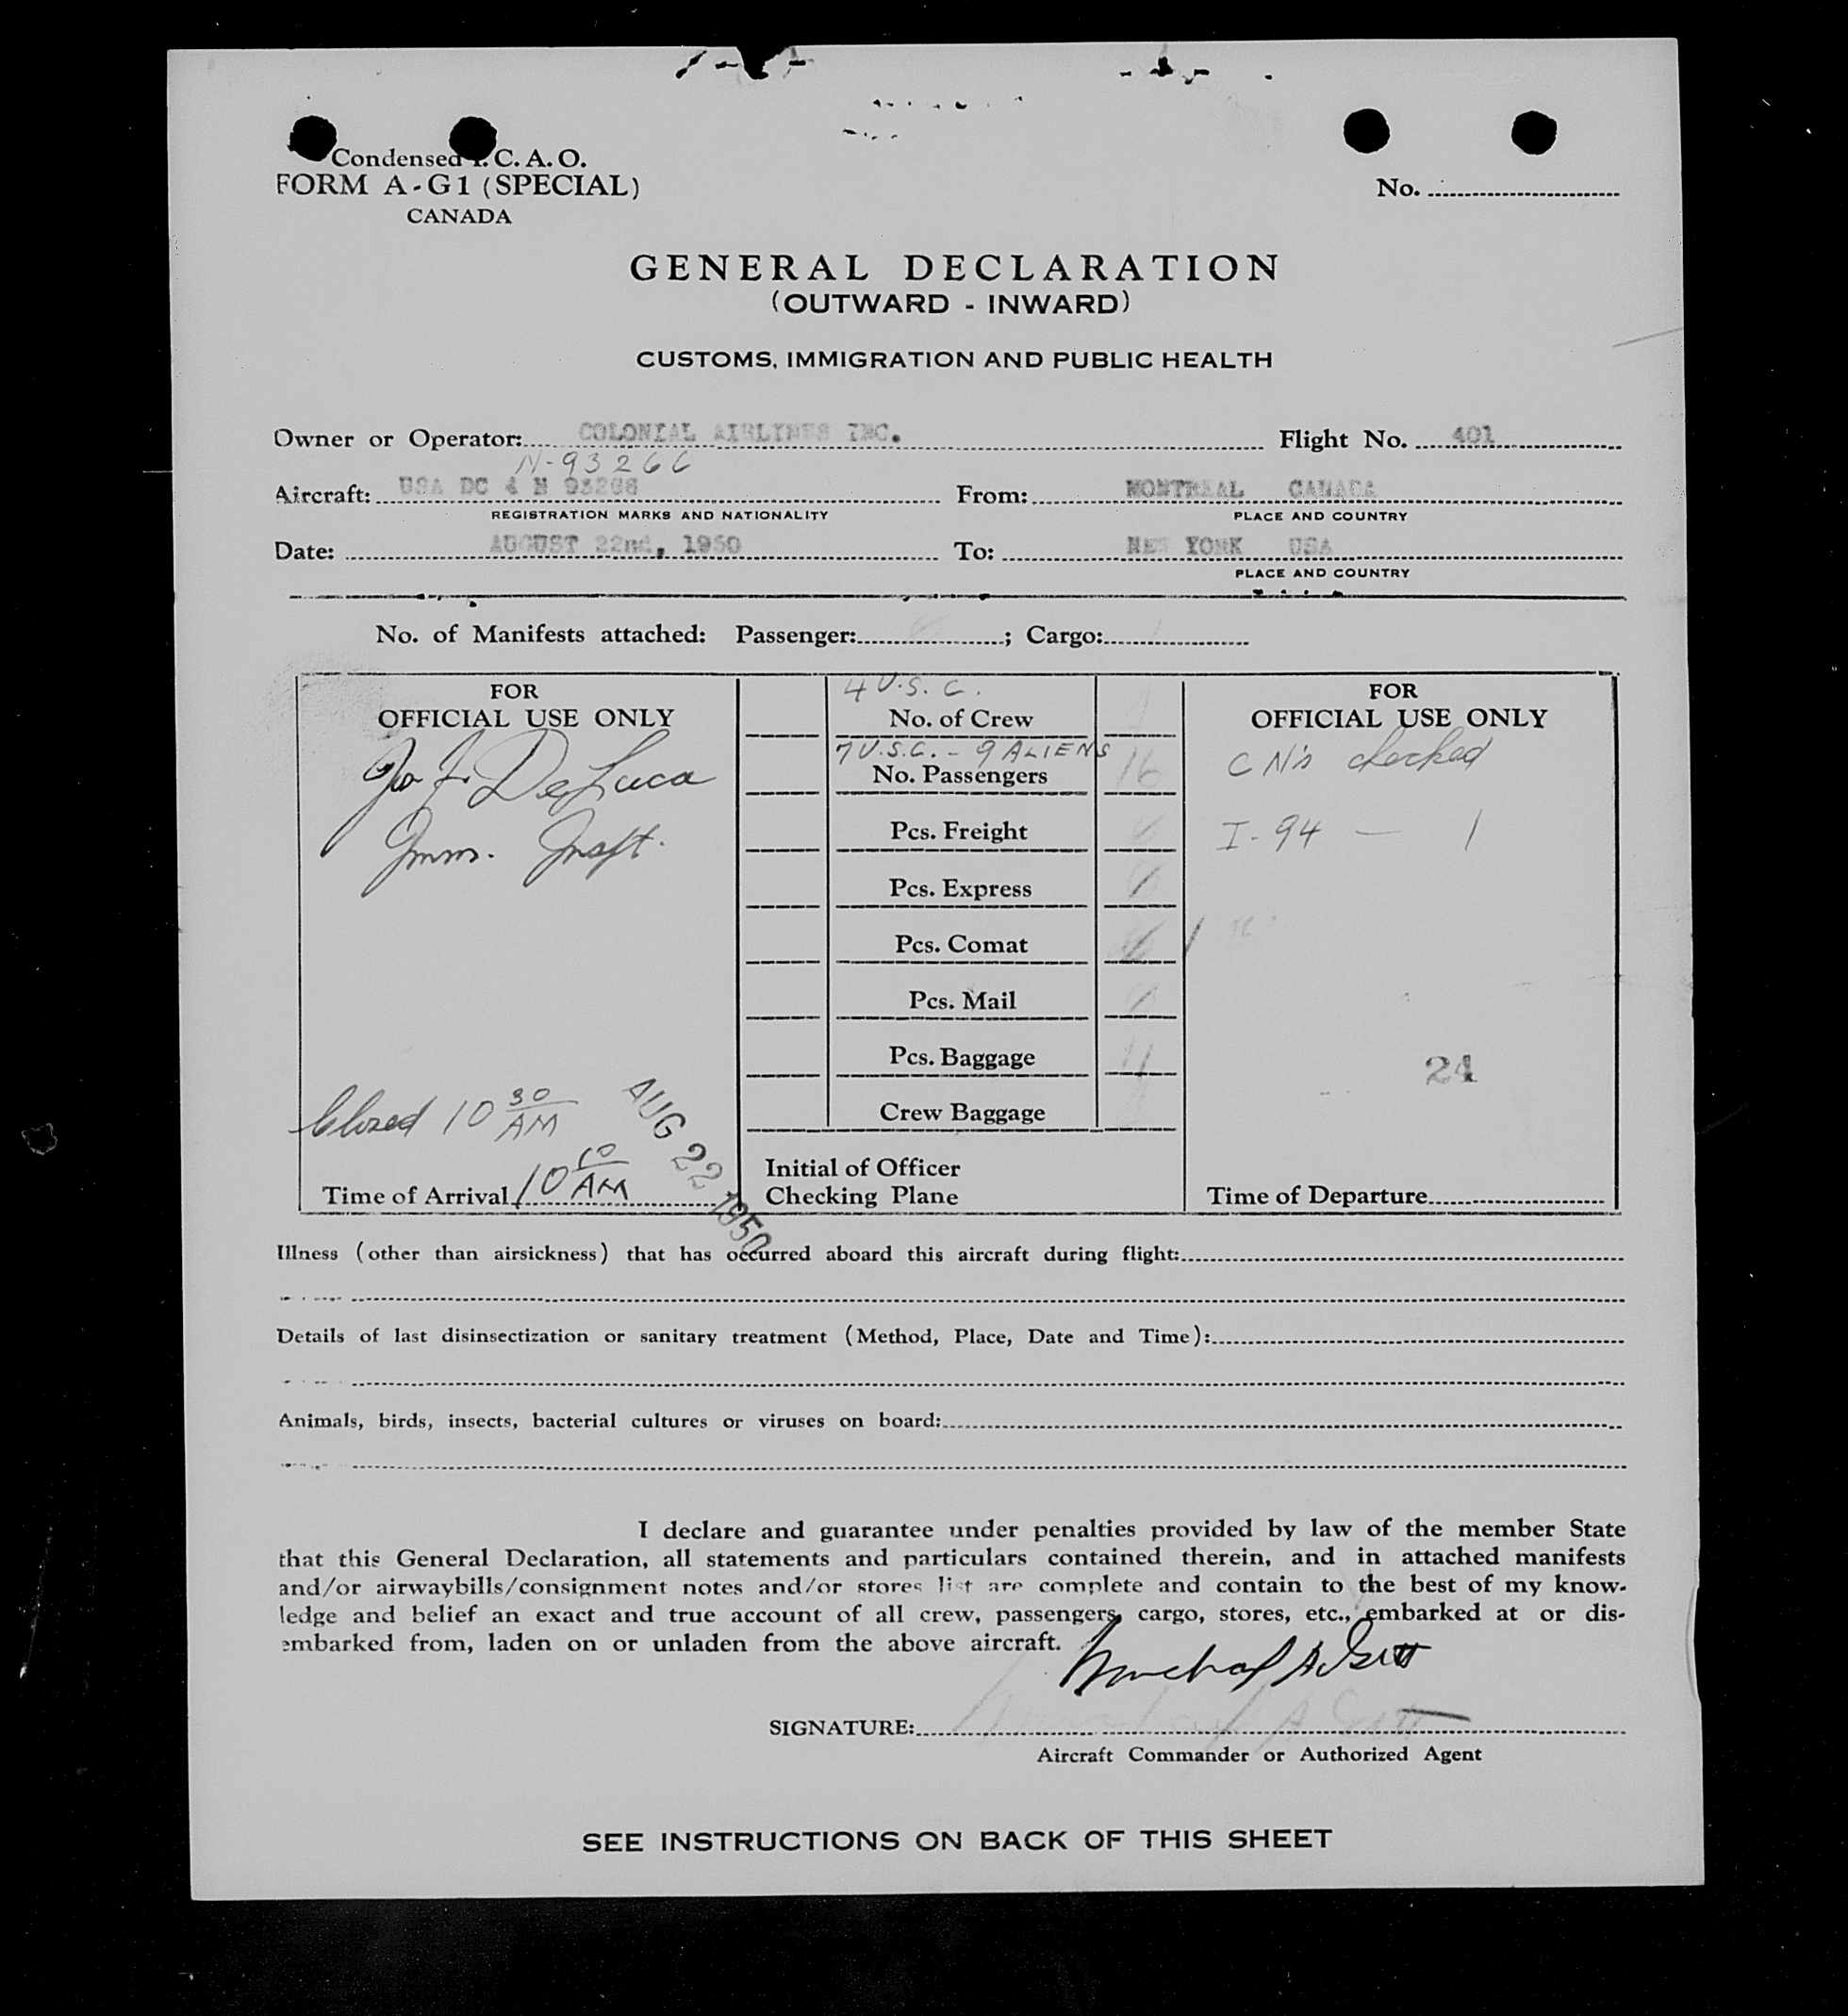 Condensed I. C. A. O.
FORM A-G1 (SPECIAL)
CANADA
No.
GENERAL DECLARATION
(OUTWARD - INWARD)
CUSTOMS, IMMIGRATION AND PUBLIC HEALTH
Owner or Operator: COLONIAL AIRLINES INC. Flight No. 401
N-93266
Aircraft: USA DC 4 N 93266 From: MONTREAL CANADA
REGISTRATION MARKS AND NATIONALITY PLACE AND COUNTRY
Date: AUGUST 22nd, 1950 To: NEW YORK USA
PLACE AND COUNTRY
No. of Manifests attached: Passenger: ; Cargo:
FOR
OFFICIAL USE ONLY
De Luca
Imm. Inspt.
Closed 10 30 AM
AUG 22 1950
Time of Arrival 10 10 AM
4 U.S.C.
No. of Crew
7 U.S.C. - 9 ALIENS
No. Passengers 16
Pcs. Freight
Pcs. Express
Pcs. Comat
Pcs. Mail
Pcs. Baggage
Crew Baggage
Initial of Officer
Checking Plane
FOR
OFFICIAL USE ONLY
C N's checked
I-94 — 1
24
Time of Departure
Illness (other than airsickness) that has occurred aboard this aircraft during flight:
Details of last disinsectization or sanitary treatment (Method, Place, Date and Time):
Animals, birds, insects, bacterial cultures or viruses on board:
I declare and guarantee under penalties provided by law of the member State
that this General Declaration, all statements and particulars contained therein, and in attached manifests
and/or airwaybills/consignment notes and/or stores list are complete and contain to the best of my know-
ledge and belief an exact and true account of all crew, passengers, cargo, stores, etc., embarked at or dis-
embarked from, laden on or unladen from the above aircraft.
SIGNATURE:
Aircraft Commander or Authorized Agent
SEE INSTRUCTIONS ON BACK OF THIS SHEET